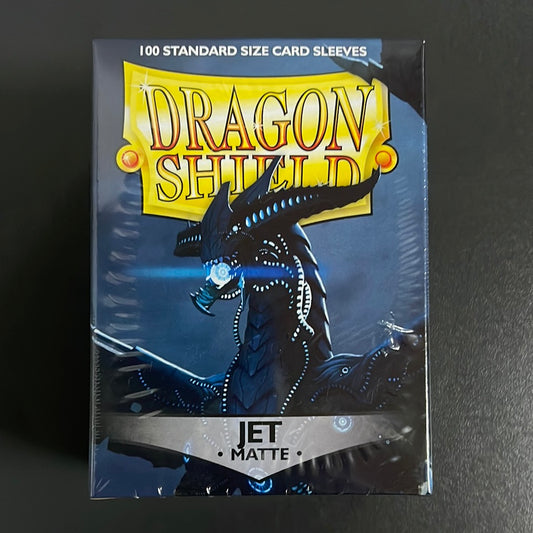 100 STANDARD SIZE CARD SLEEVES
DRAGON
SHIELD
JET
• MATTE •